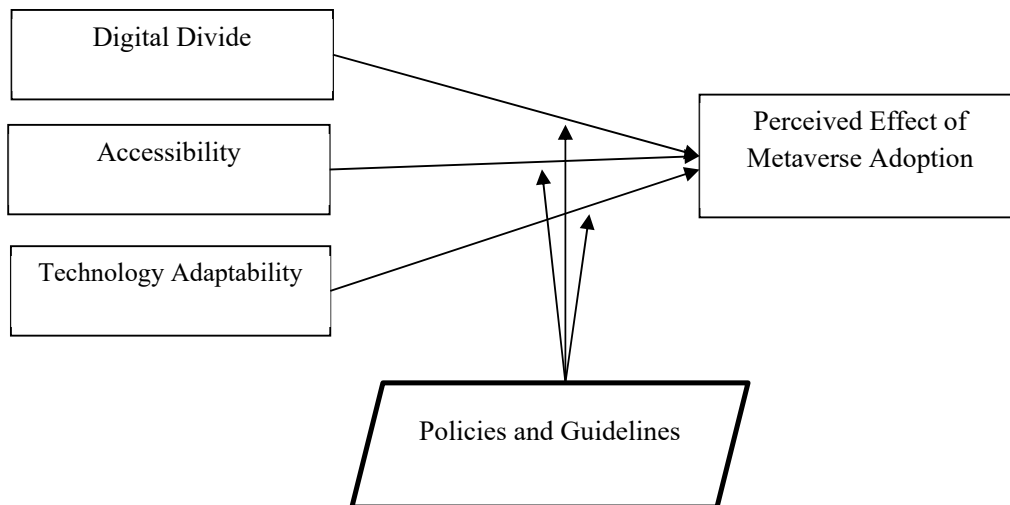 Digital Divide
Accessibility
Technology Adaptability
Perceived Effect of
Metaverse Adoption
Policies and Guidelines